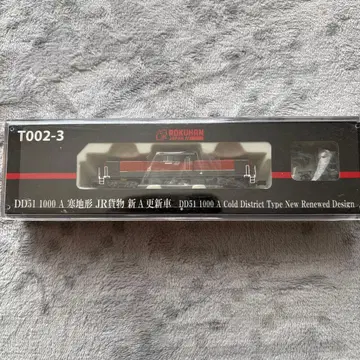 T002-3
ROKUHAN
DD51 1000 A 寒地形 JR貨物 新A更新車 DD51 1000 A Cold District Type New Renewed Design